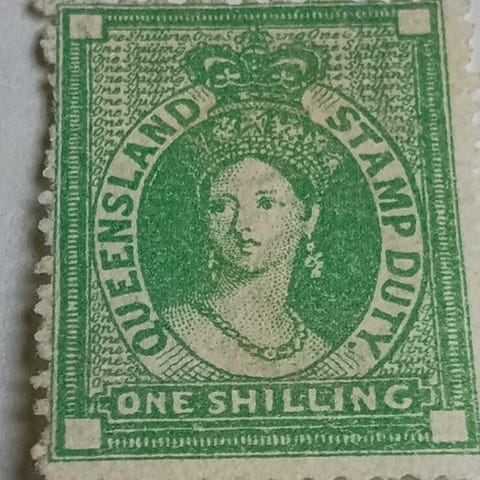 QUEENSLAND STAMP DUTY.
ONE SHILLING